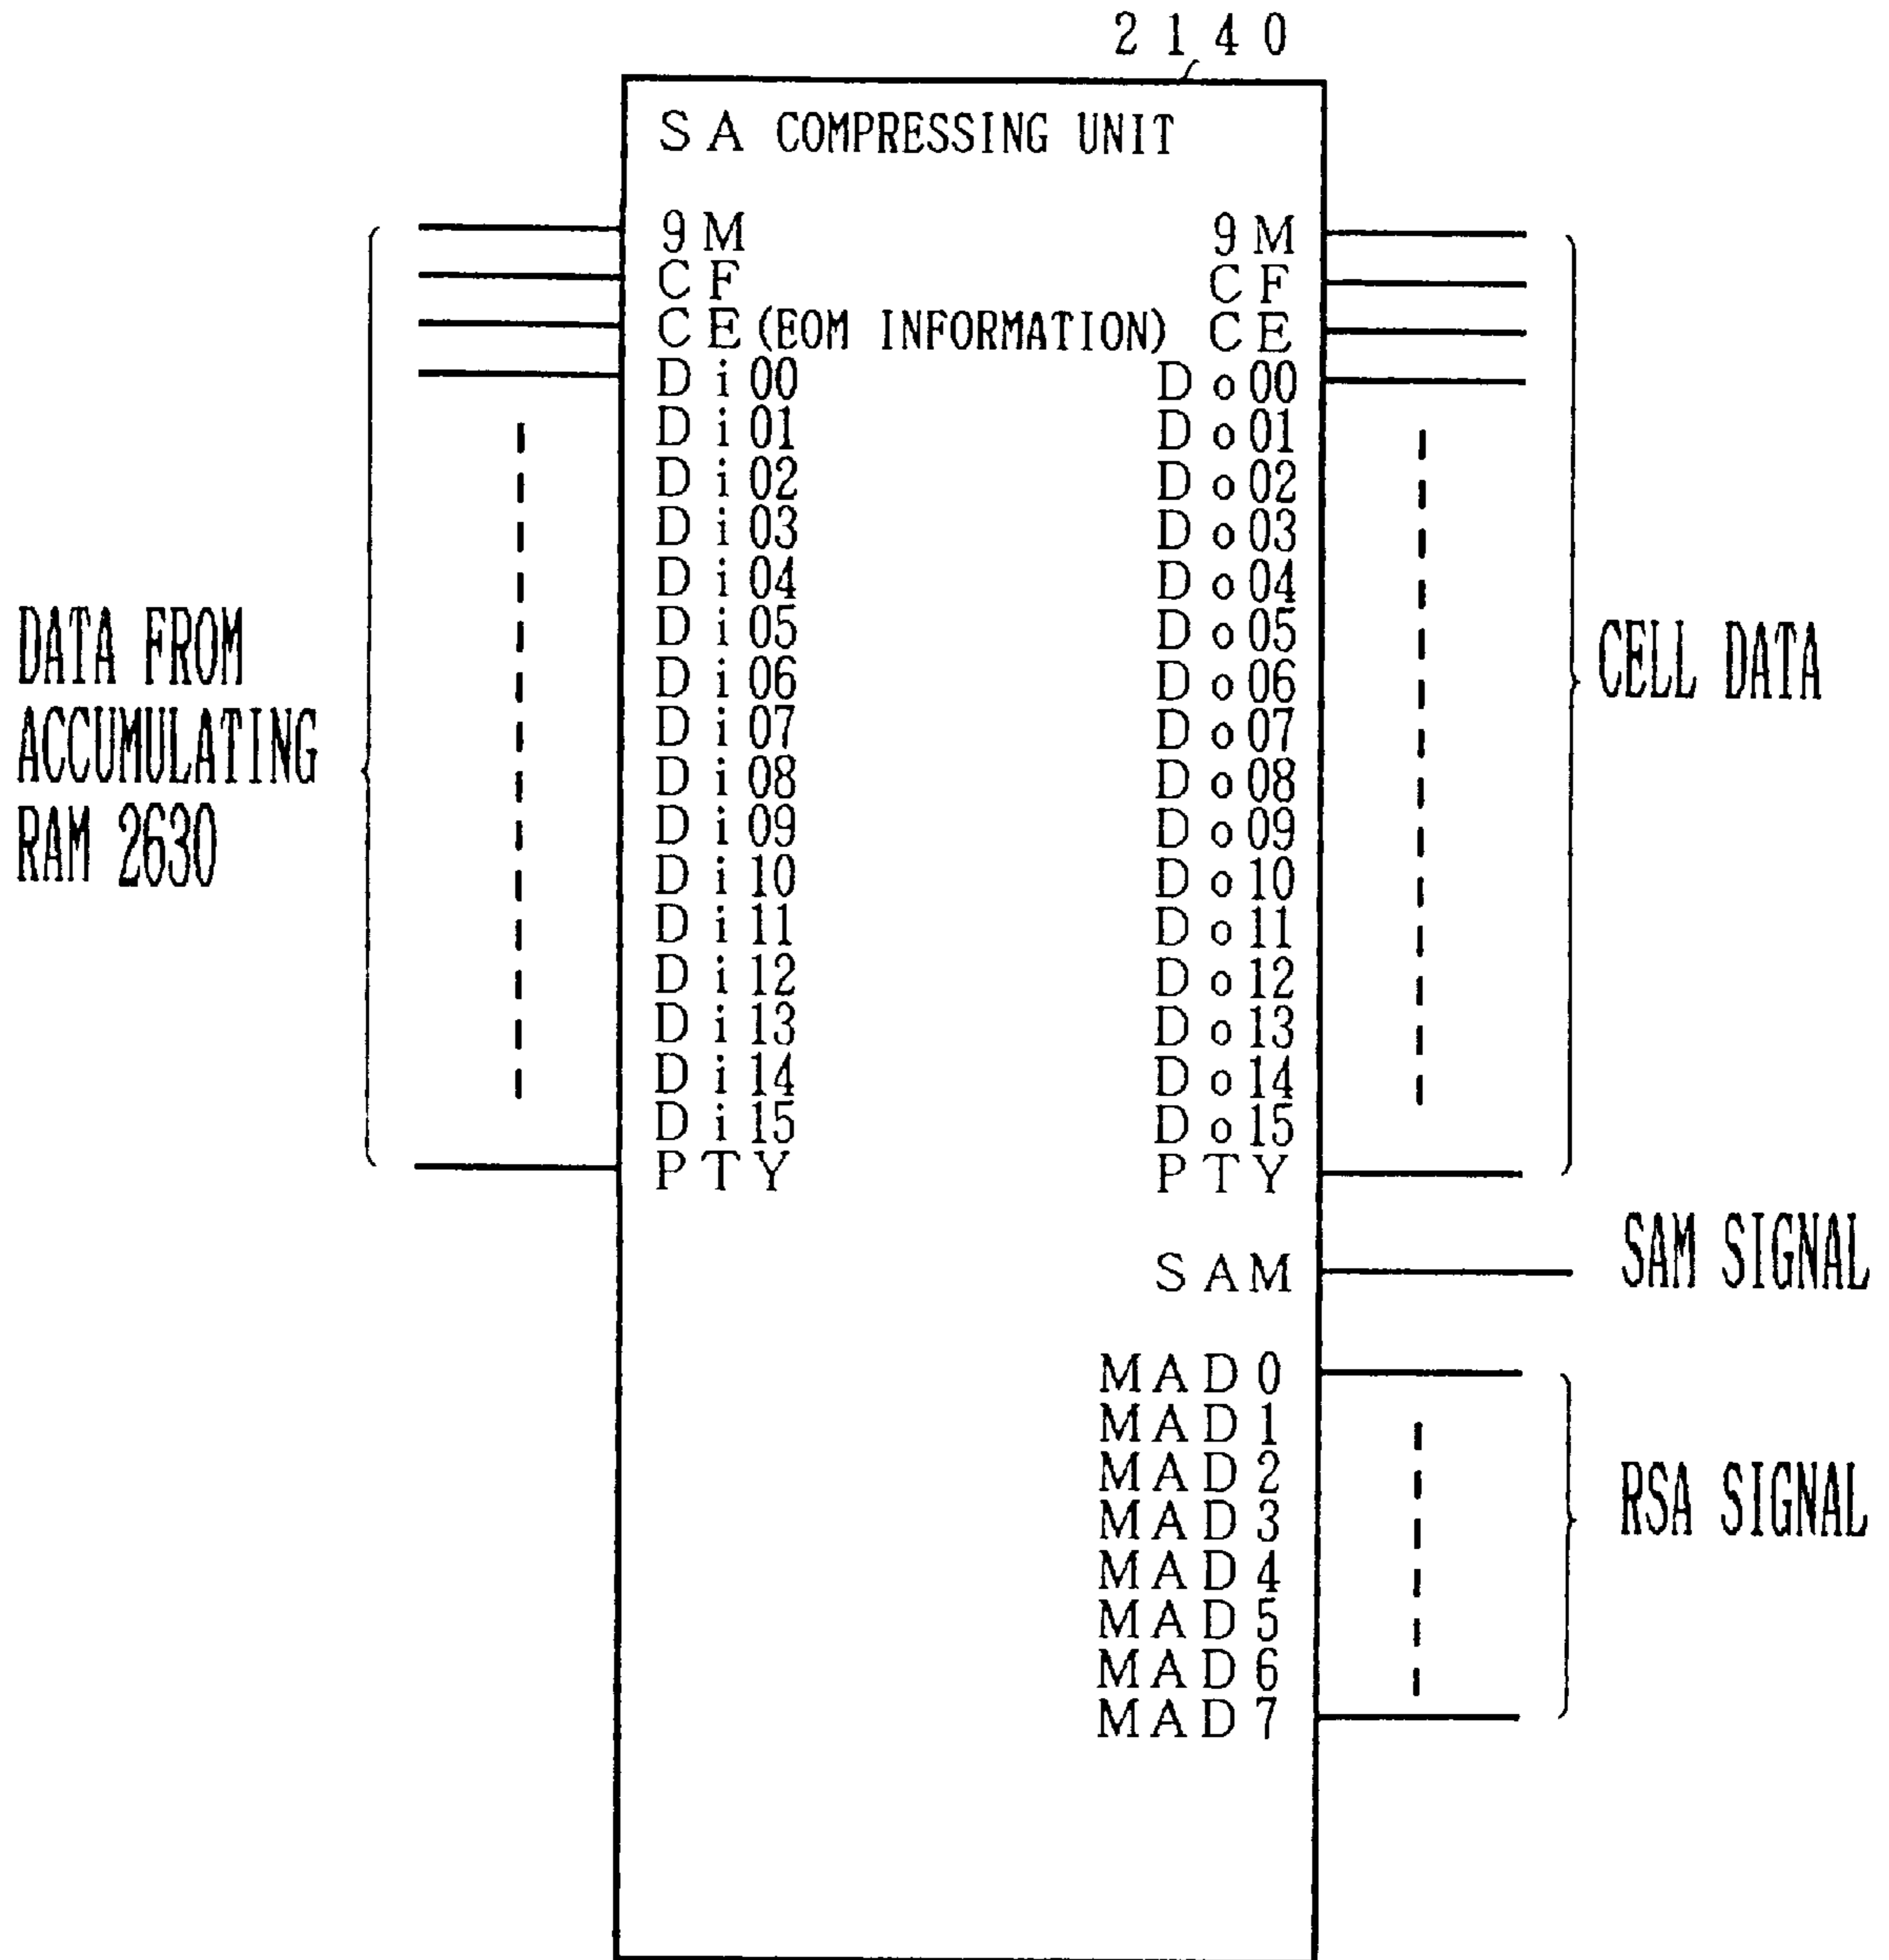 2140
SA COMPRESSING UNIT
9M 9M
CF CF
CE (EOM INFORMATION) CE
Di00 Do00
Di01 Do01
Di02 Do02
Di03 Do03
Di04 Do04
Di05 Do05
Di06 Do06
Di07 Do07
Di08 Do08
Di09 Do09
Di10 Do10
Di11 Do11
Di12 Do12
Di13 Do13
Di14 Do14
Di15 Do15
PTY PTY
SAM
MAD0
MAD1
MAD2
MAD3
MAD4
MAD5
MAD6
MAD7
DATA FROM
ACCUMULATING
RAM 2630
CELL DATA
SAM SIGNAL
RSA SIGNAL